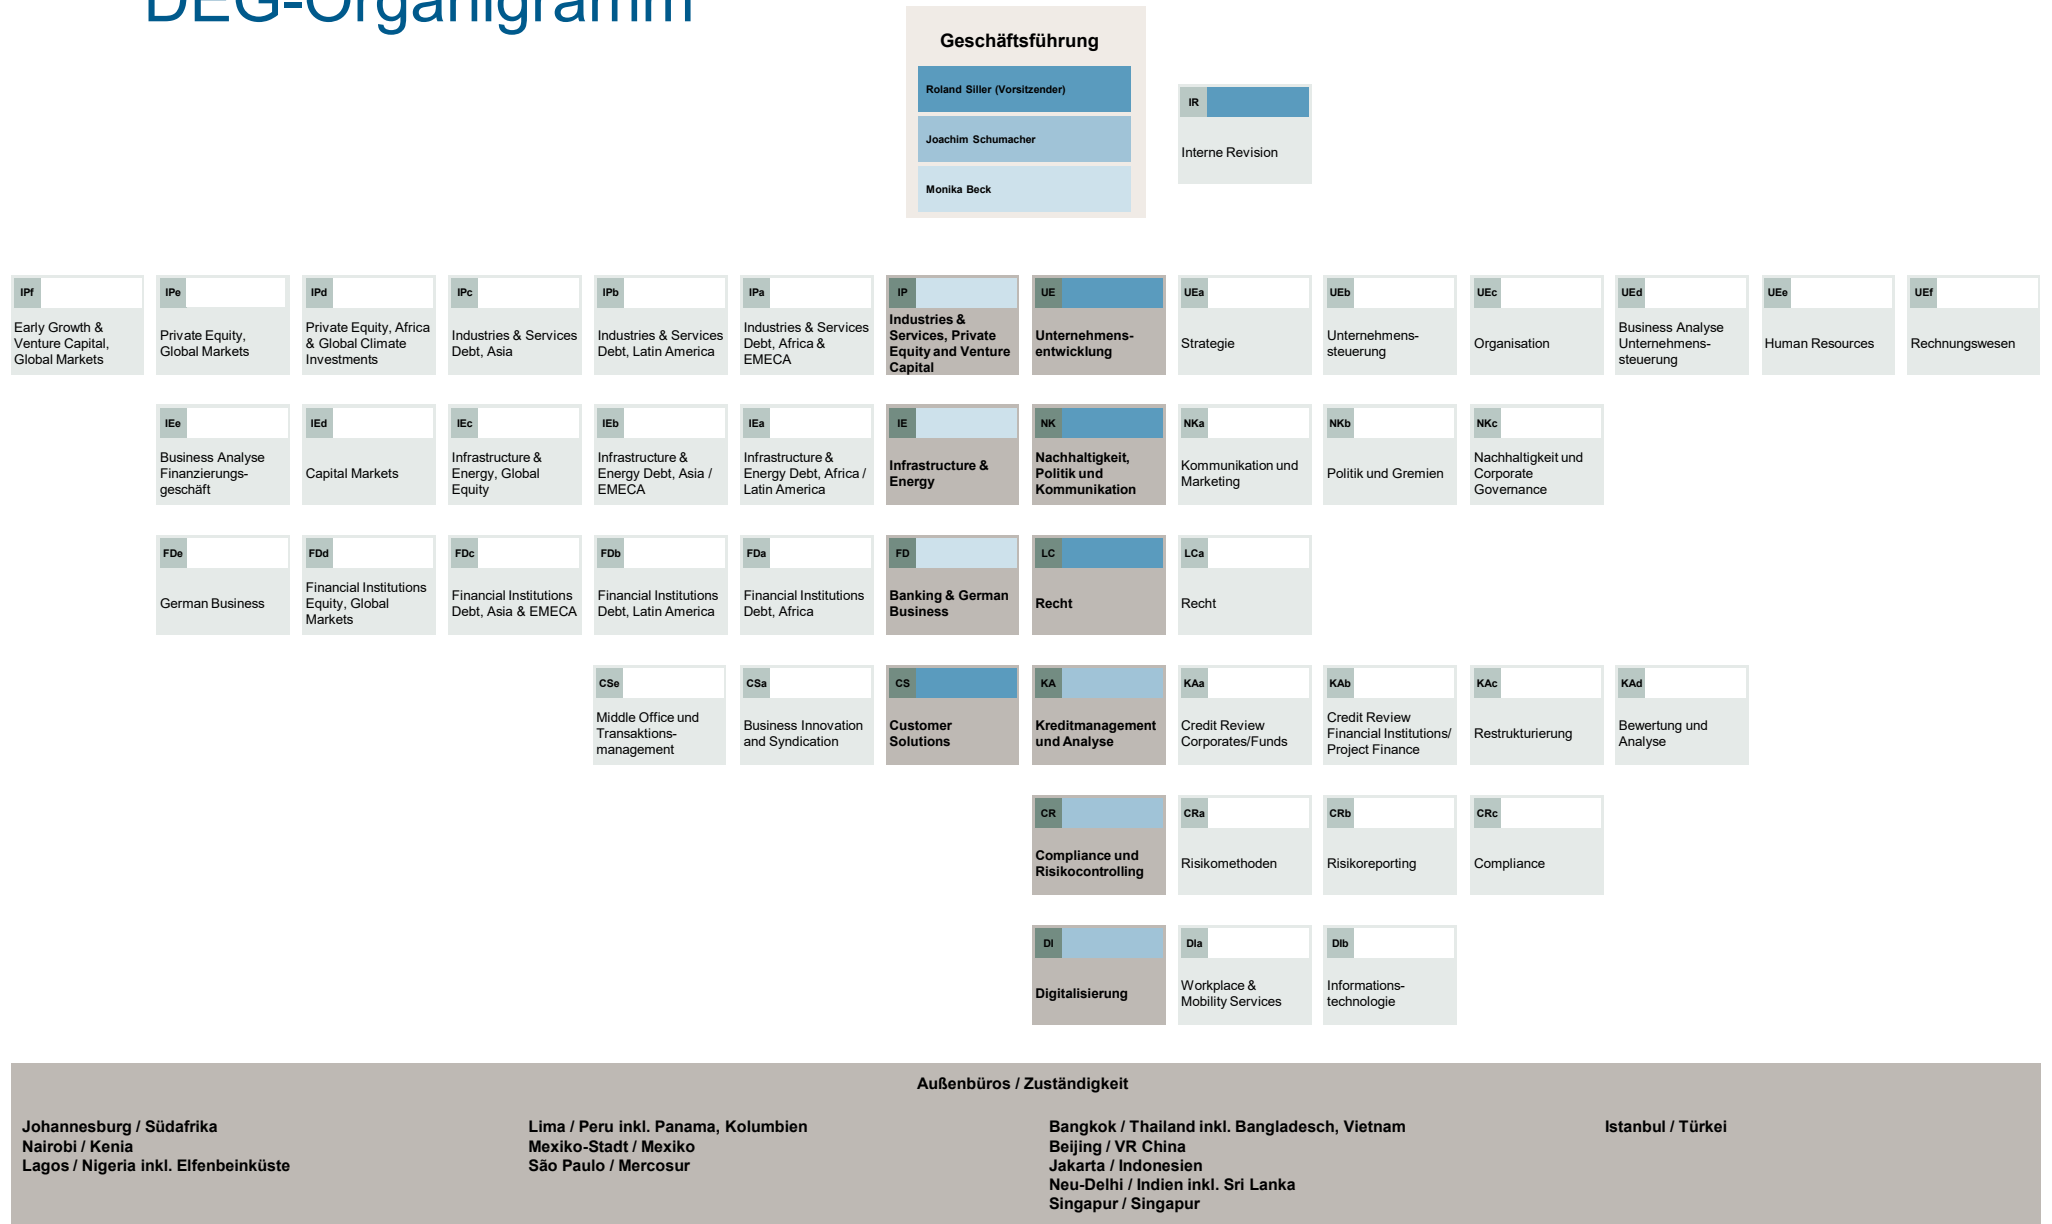 DEG-Organigramm
Geschäftsführung
Roland Siller (Vorsitzender)
Joachim Schumacher
Monika Beck
IR
Interne Revision
IPf
Early Growth &
Venture Capital,
Global Markets
IPe
Private Equity,
Global Markets
IPd
Private Equity, Africa
& Global Climate
Investments
IPc
Industries & Services
Debt, Asia
IPb
Industries & Services
Debt, Latin America
IPa
Industries & Services
Debt, Africa &
EMECA
IP
Industries &
Services, Private
Equity and Venture
Capital
UE
Unternehmens-
entwicklung
UEa
Strategie
UEb
Unternehmens-
steuerung
UEc
Organisation
UEd
Business Analyse
Unternehmens-
steuerung
UEe
Human Resources
UEf
Rechnungswesen
IEe
Business Analyse
Finanzierungs-
geschäft
IEd
Capital Markets
IEc
Infrastructure &
Energy, Global
Equity
IEb
Infrastructure &
Energy Debt, Asia /
EMECA
IEa
Infrastructure &
Energy Debt, Africa /
Latin America
IE
Infrastructure &
Energy
NK
Nachhaltigkeit,
Politik und
Kommunikation
NKa
Kommunikation und
Marketing
NKb
Politik und Gremien
NKc
Nachhaltigkeit und
Corporate
Governance
FDe
German Business
FDd
Financial Institutions
Equity, Global
Markets
FDc
Financial Institutions
Debt, Asia & EMECA
FDb
Financial Institutions
Debt, Latin America
FDa
Financial Institutions
Debt, Africa
FD
Banking & German
Business
LC
Recht
LCa
Recht
CSe
Middle Office und
Transaktions-
management
CSa
Business Innovation
and Syndication
CS
Customer
Solutions
KA
Kreditmanagement
und Analyse
KAa
Credit Review
Corporates/Funds
KAb
Credit Review
Financial Institutions/
Project Finance
KAc
Restrukturierung
KAd
Bewertung und
Analyse
CR
Compliance und
Risikocontrolling
CRa
Risikomethoden
CRb
Risikoreporting
CRc
Compliance
DI
Digitalisierung
DIa
Workplace &
Mobility Services
DIb
Informations-
technologie
Außenbüros / Zuständigkeit
Johannesburg / Südafrika
Nairobi / Kenia
Lagos / Nigeria inkl. Elfenbeinküste
Lima / Peru inkl. Panama, Kolumbien
Mexiko-Stadt / Mexiko
São Paulo / Mercosur
Bangkok / Thailand inkl. Bangladesch, Vietnam
Beijing / VR China
Jakarta / Indonesien
Neu-Delhi / Indien inkl. Sri Lanka
Singapur / Singapur
Istanbul / Türkei